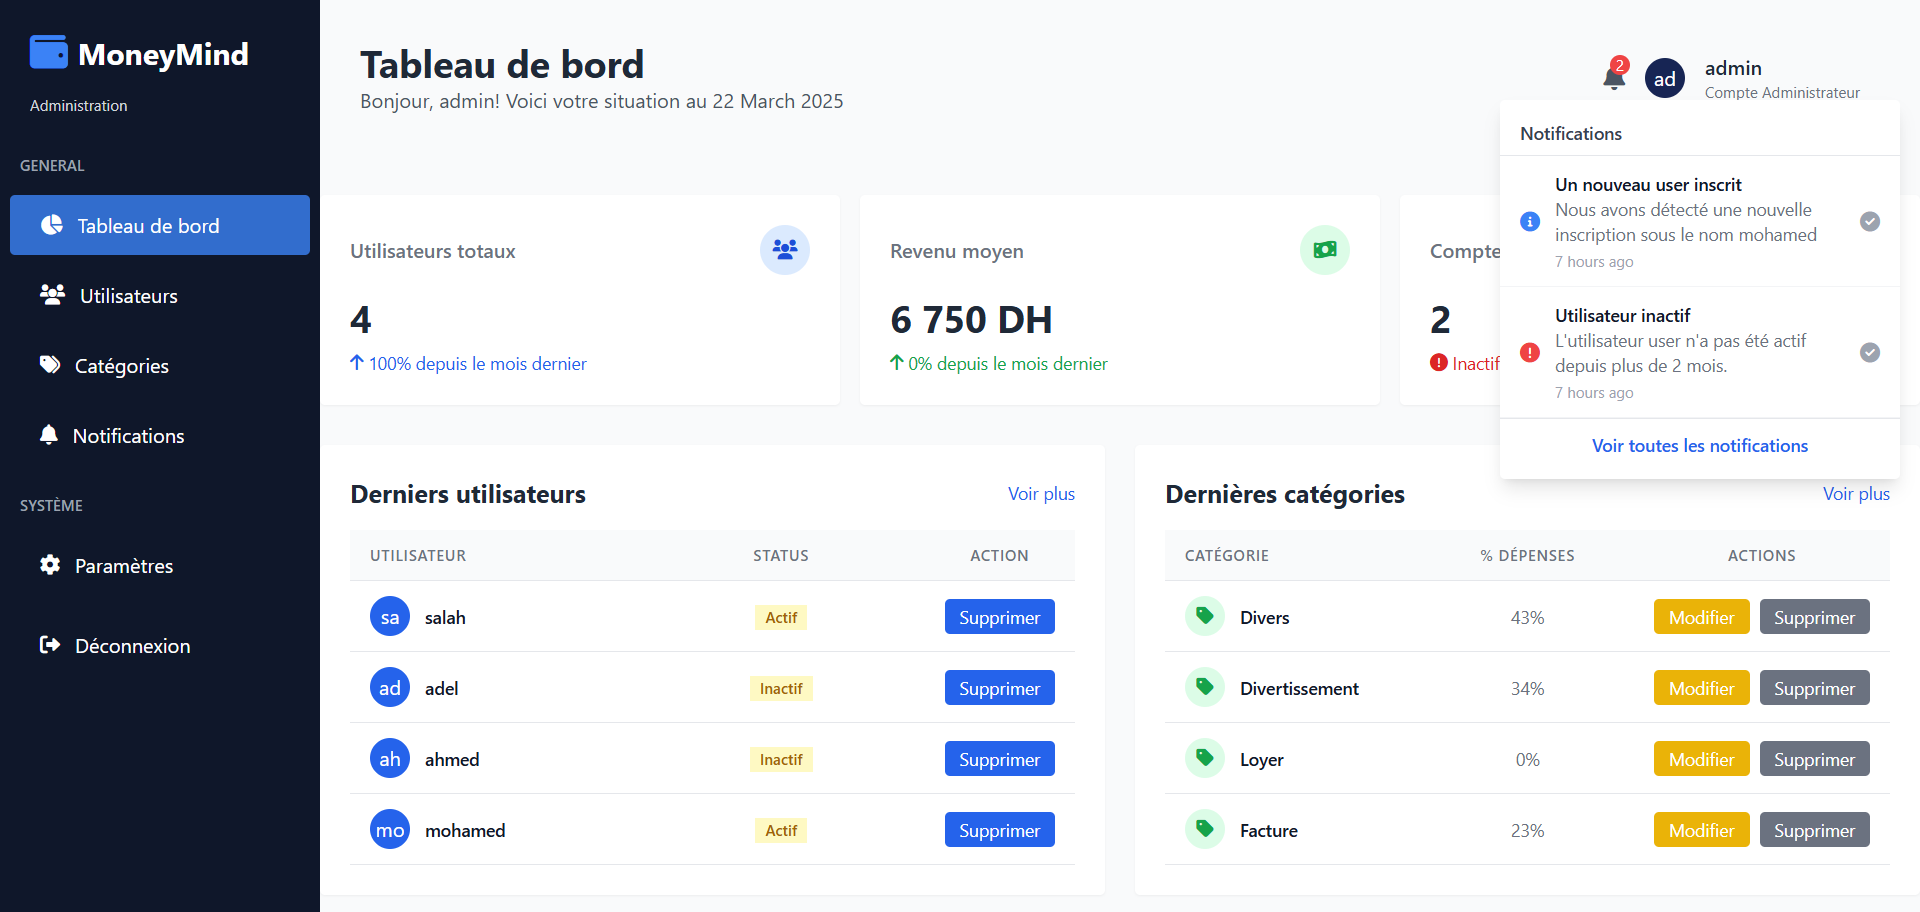 MoneyMind
Administration
GENERAL
Tableau de bord
Utilisateurs
Catégories
Notifications
SYSTÈME
Paramètres
Déconnexion
Tableau de bord
Bonjour, admin! Voici votre situation au 22 March 2025
2
ad
admin
Compte Administrateur
Notifications
Un nouveau user inscrit
Nous avons détecté une nouvelle
inscription sous le nom mohamed
7 hours ago
Utilisateur inactif
L'utilisateur user n'a pas été actif
depuis plus de 2 mois.
7 hours ago
Voir toutes les notifications
Utilisateurs totaux
4
100% depuis le mois dernier
Revenu moyen
6 750 DH
0% depuis le mois dernier
Compte
2
Inactif
Derniers utilisateurs
Voir plus
UTILISATEUR STATUS ACTION
sa salah Actif Supprimer
ad adel Inactif Supprimer
ah ahmed Inactif Supprimer
mo mohamed Actif Supprimer
Dernières catégories
Voir plus
CATÉGORIE % DÉPENSES ACTIONS
Divers 43% Modifier Supprimer
Divertissement 34% Modifier Supprimer
Loyer 0% Modifier Supprimer
Facture 23% Modifier Supprimer